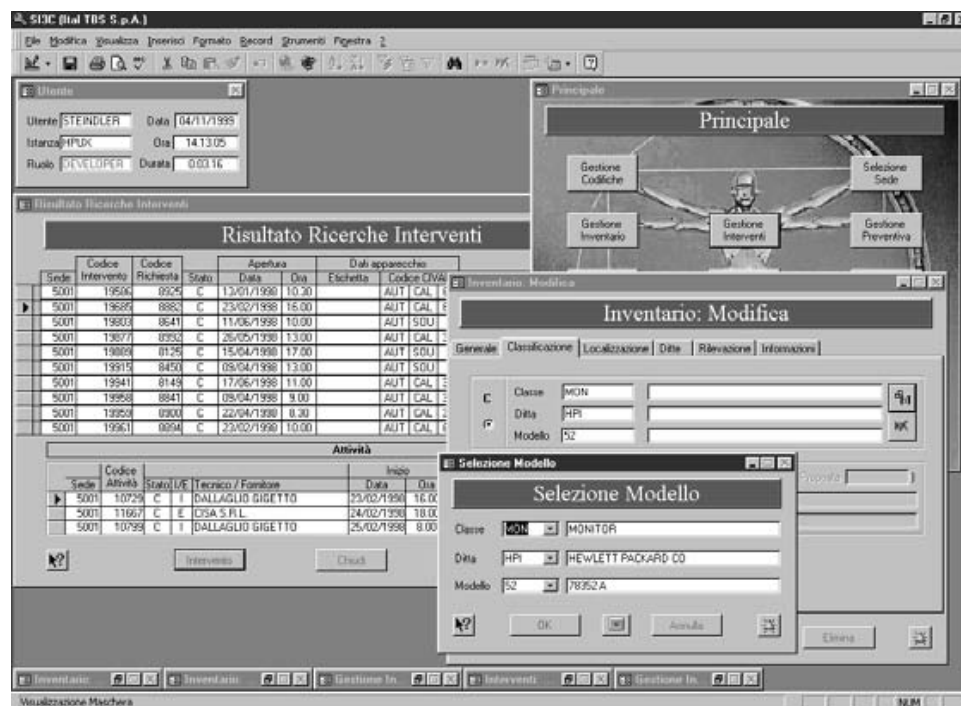 SI3C (Ital TBS S.p.A.)
File Modifica Visualizza Inserisci Formato Record Strumenti Finestra ?
Utente
Utente STEINDLER Data 04/11/1999
Istanza HPUX Ora 14.13.05
Ruolo DEVELOPER Durata 0.03.16
Principale
Principale
Gestione Codifiche
Selezione Sede
Gestione Inventario
Gestione Interventi
Gestione Preventiva
Risultato Ricerche Interventi
Risultato Ricerche Interventi
Codice Codice Apertura Dati apparecchio
Sede Intervento Richiesta Stato Data Ora Etichetta Codice CIVA
5001 19506 8925 C 13/01/1998 10.30 AUT CAL
5001 19685 8882 C 23/02/1998 16.00 AUT CAL
5001 19803 8641 C 11/06/1998 10.00 AUT SOU
5001 19877 8992 C 26/05/1998 13.00 AUT CAL
5001 19889 8125 C 15/04/1998 17.00 AUT SOU
5001 19915 8450 C 09/04/1998 13.00 AUT SOU
5001 19941 8149 C 17/06/1998 11.00 AUT CAL
5001 19958 8841 C 09/04/1998 9.00 AUT CAL
5001 19959 8900 C 22/04/1998 8.30 AUT CAL
5001 19961 8894 C 23/02/1998 10.00 AUT CAL
Attività
Codice Inizio
Sede Attività Stato I/E Tecnico / Fornitore Data Ora
5001 10729 C I DALLAGLIO GIGETTO 23/02/1998 16.00
5001 11667 C E CISA S.R.L. 24/02/1998 18.00
5001 10799 C I DALLAGLIO GIGETTO 25/02/1998 8.00
Intervento Chiudi
Inventario: Modifica
Inventario: Modifica
Generale Classificazione Localizzazione Ditte Rilevazione Informazioni
Classe MON
Ditta HPI
Modello 52
Proposta
Elimina
Selezione Modello
Selezione Modello
Classe MON MONITOR
Ditta HPI HEWLETT PACKARD CO
Modello 52 78352A
OK Annulla
Inventario: Inventario: Gestione In... Interventi Gestione In...
Visualizzazione Maschera NUM